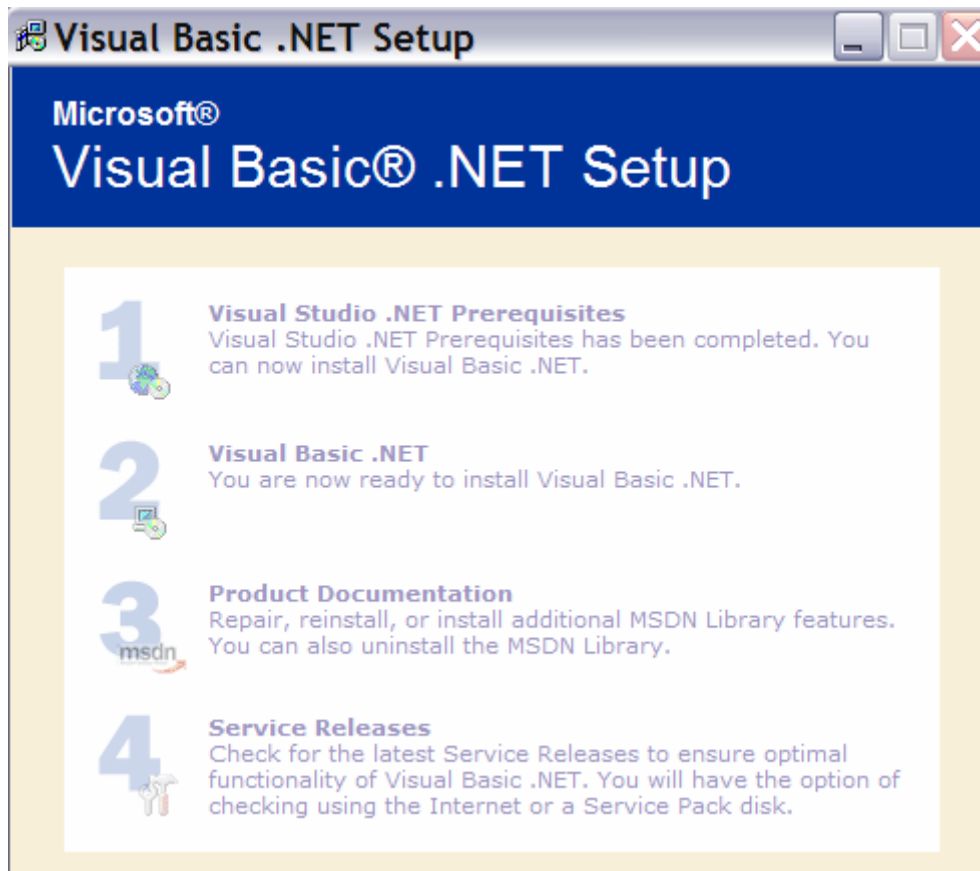 Visual Basic .NET Setup
Microsoft®
Visual Basic® .NET Setup
1
Visual Studio .NET Prerequisites
Visual Studio .NET Prerequisites has been completed. You
can now install Visual Basic .NET.
2
Visual Basic .NET
You are now ready to install Visual Basic .NET.
3
msdn
Product Documentation
Repair, reinstall, or install additional MSDN Library features.
You can also uninstall the MSDN Library.
4
Service Releases
Check for the latest Service Releases to ensure optimal
functionality of Visual Basic .NET. You will have the option of
checking using the Internet or a Service Pack disk.